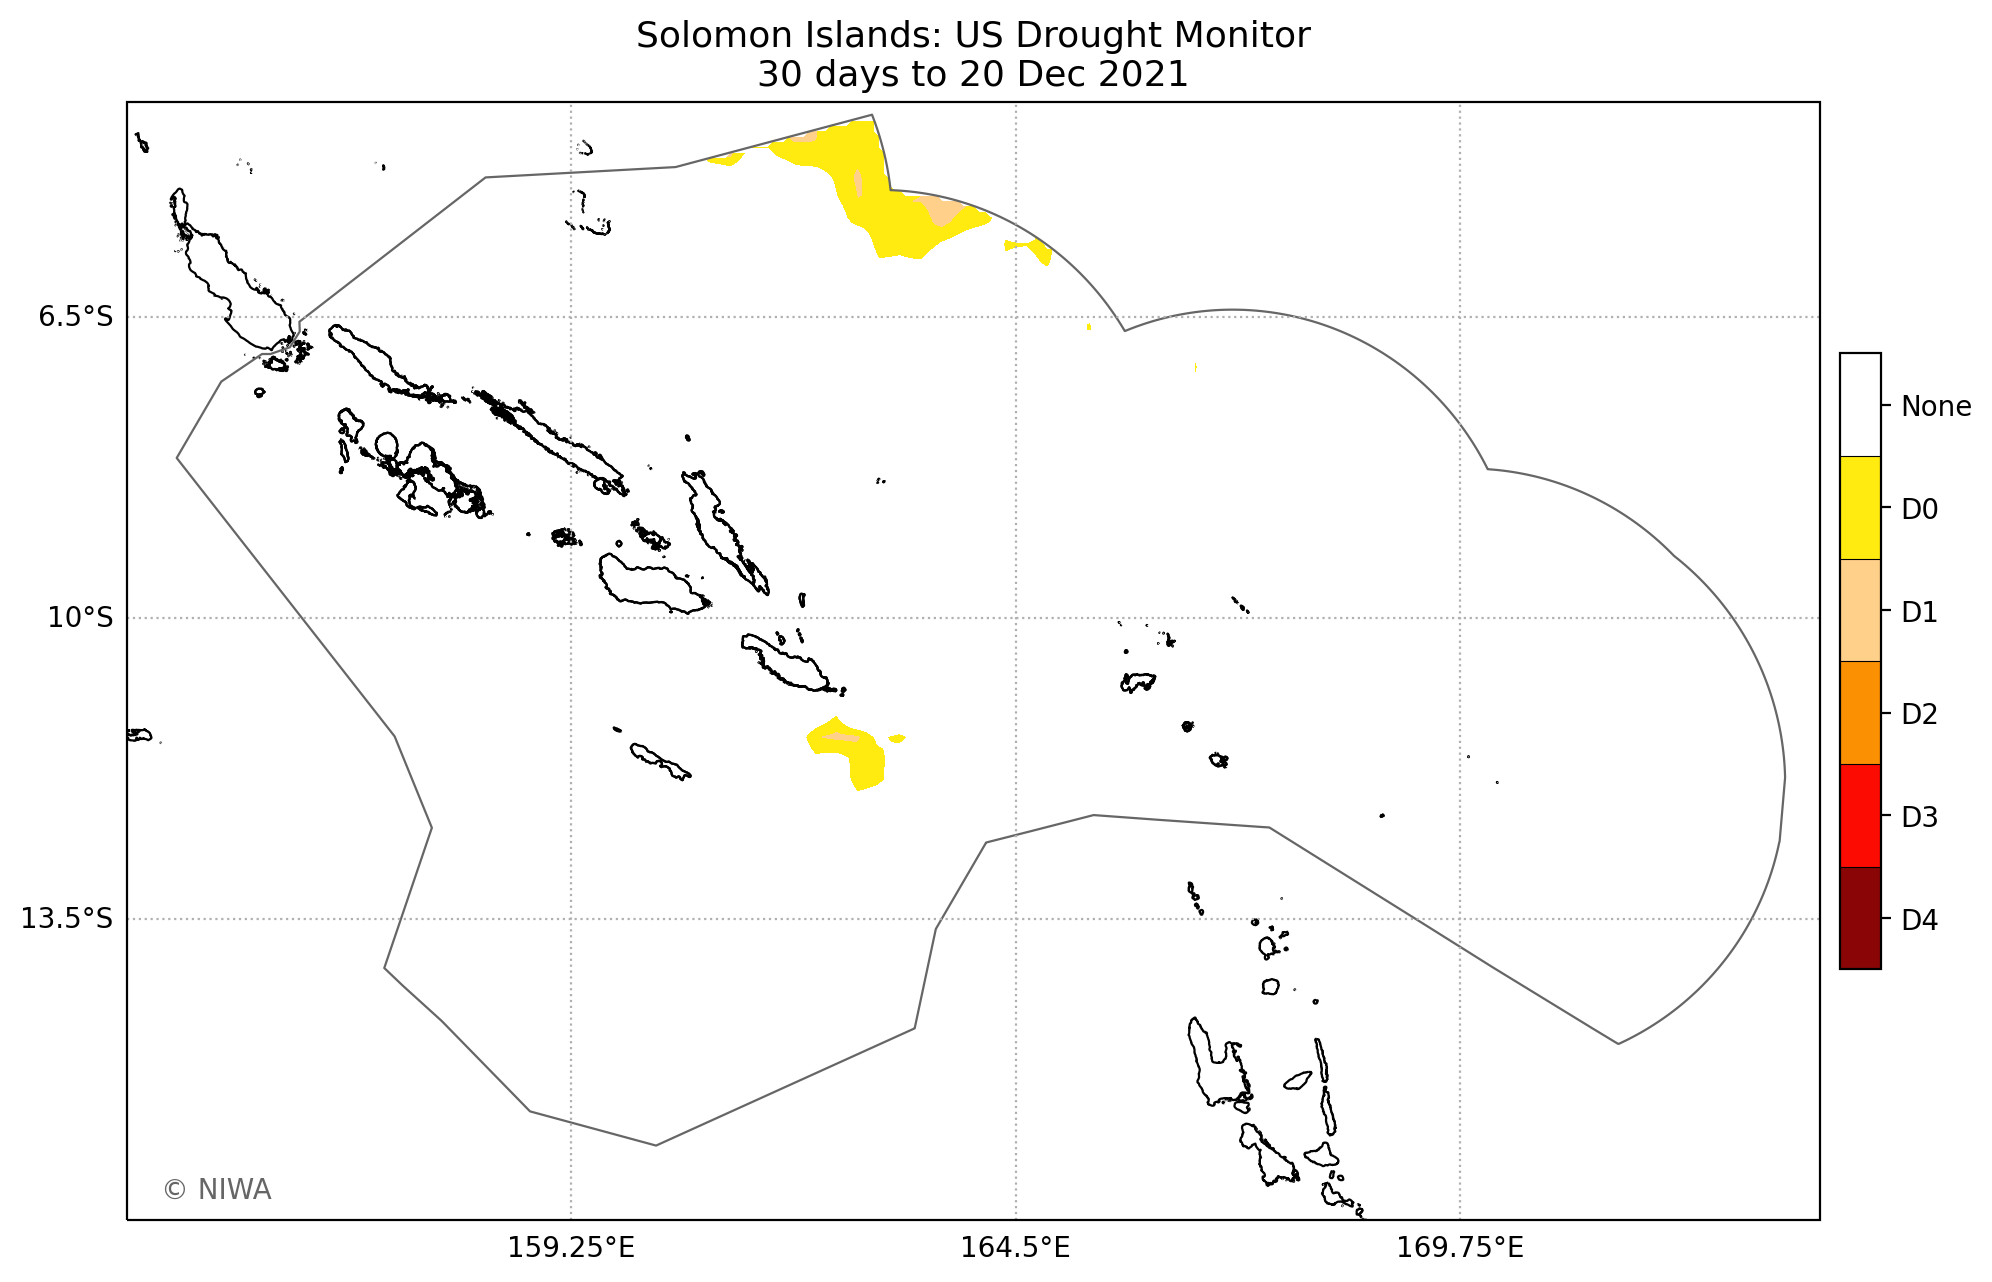 Solomon Islands: US Drought Monitor
30 days to 20 Dec 2021
6.5°S
10°S
13.5°S
159.25°E
164.5°E
169.75°E
None
D0
D1
D2
D3
D4
© NIWA